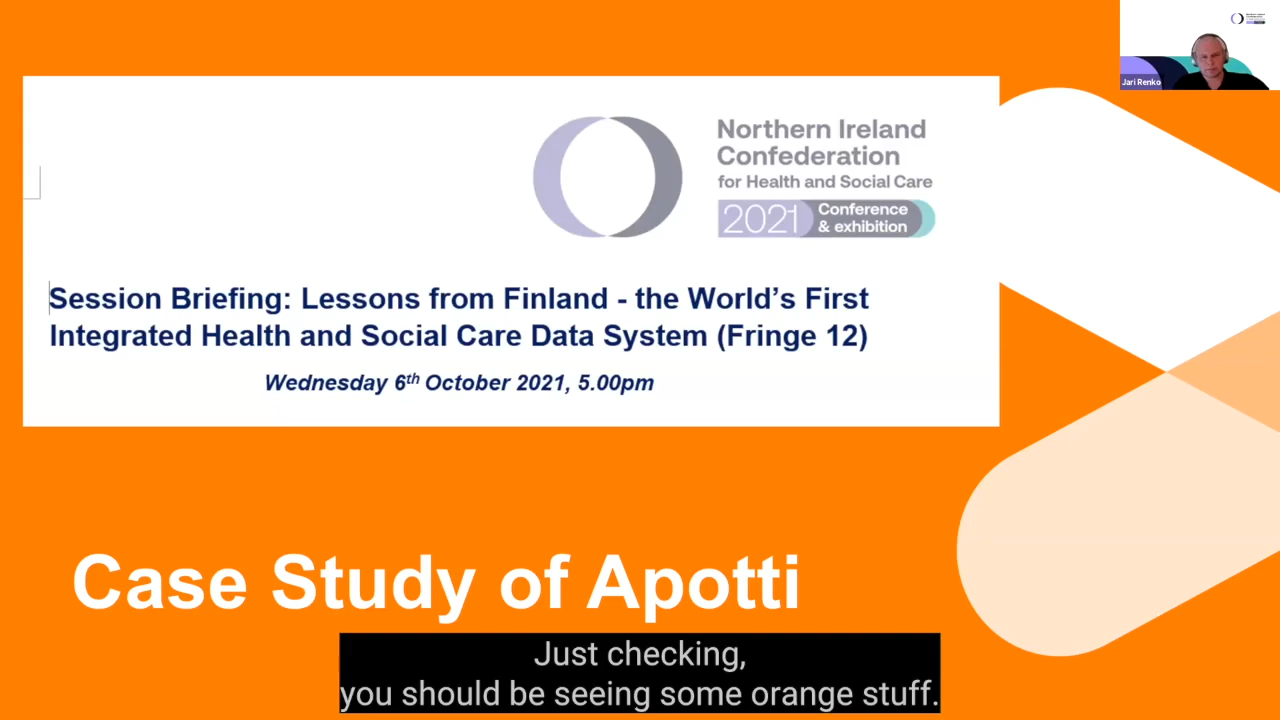 Jari Renko
Northern Ireland
Confederation
for Health and Social Care
2021 Conference
& exhibition
Session Briefing: Lessons from Finland - the World’s First
Integrated Health and Social Care Data System (Fringe 12)
Wednesday 6th October 2021, 5.00pm
Case Study of Apotti
Just checking,
you should be seeing some orange stuff.